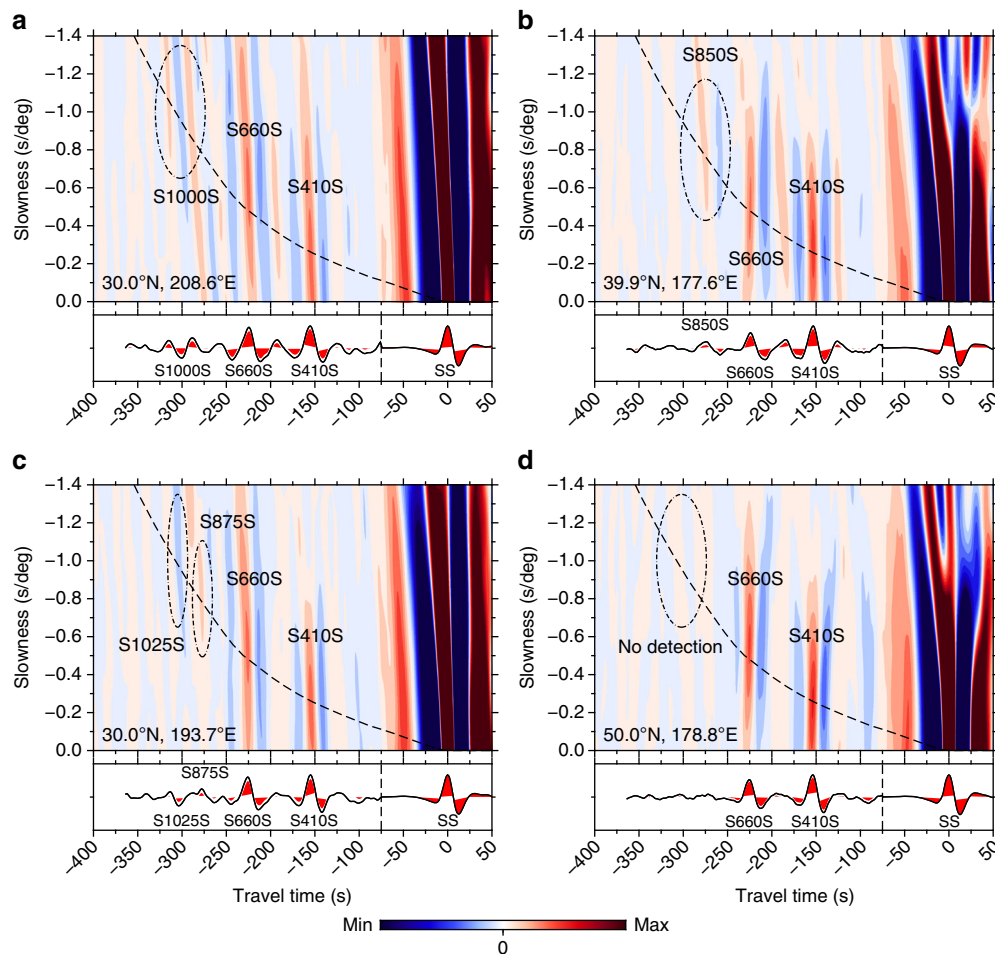 a
−1.4
−1.2
−1.0
−0.8
−0.6
−0.4
−0.2
0.0
Slowness (s/deg)
S660S
S1000S
S410S
30.0°N, 208.6°E
S1000S S660S S410S SS
−400 −350 −300 −250 −200 −150 −100 −50 0 50
b
−1.4
−1.2
−1.0
−0.8
−0.6
−0.4
−0.2
0.0
Slowness (s/deg)
S850S
S410S
S660S
39.9°N, 177.6°E
S850S
S660S S410S SS
−400 −350 −300 −250 −200 −150 −100 −50 0 50
c
−1.4
−1.2
−1.0
−0.8
−0.6
−0.4
−0.2
0.0
Slowness (s/deg)
S875S
S660S
S1025S
S410S
30.0°N, 193.7°E
S875S
S1025S S660S S410S SS
−400 −350 −300 −250 −200 −150 −100 −50 0 50
Travel time (s)
d
−1.4
−1.2
−1.0
−0.8
−0.6
−0.4
−0.2
0.0
Slowness (s/deg)
S660S
S410S
No detection
50.0°N, 178.8°E
S660S S410S SS
−400 −350 −300 −250 −200 −150 −100 −50 0 50
Travel time (s)
Min Max
0